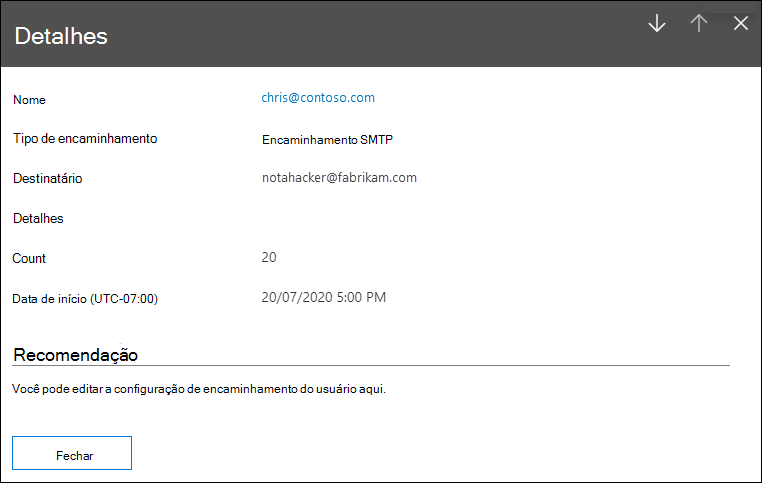 Detalhes
Nome chris@contoso.com
Tipo de encaminhamento Encaminhamento SMTP
Destinatário notahacker@fabrikam.com
Detalhes
Count 20
Data de início (UTC-07:00) 20/07/2020 5:00 PM
Recomendação
Você pode editar a configuração de encaminhamento do usuário aqui.
Fechar